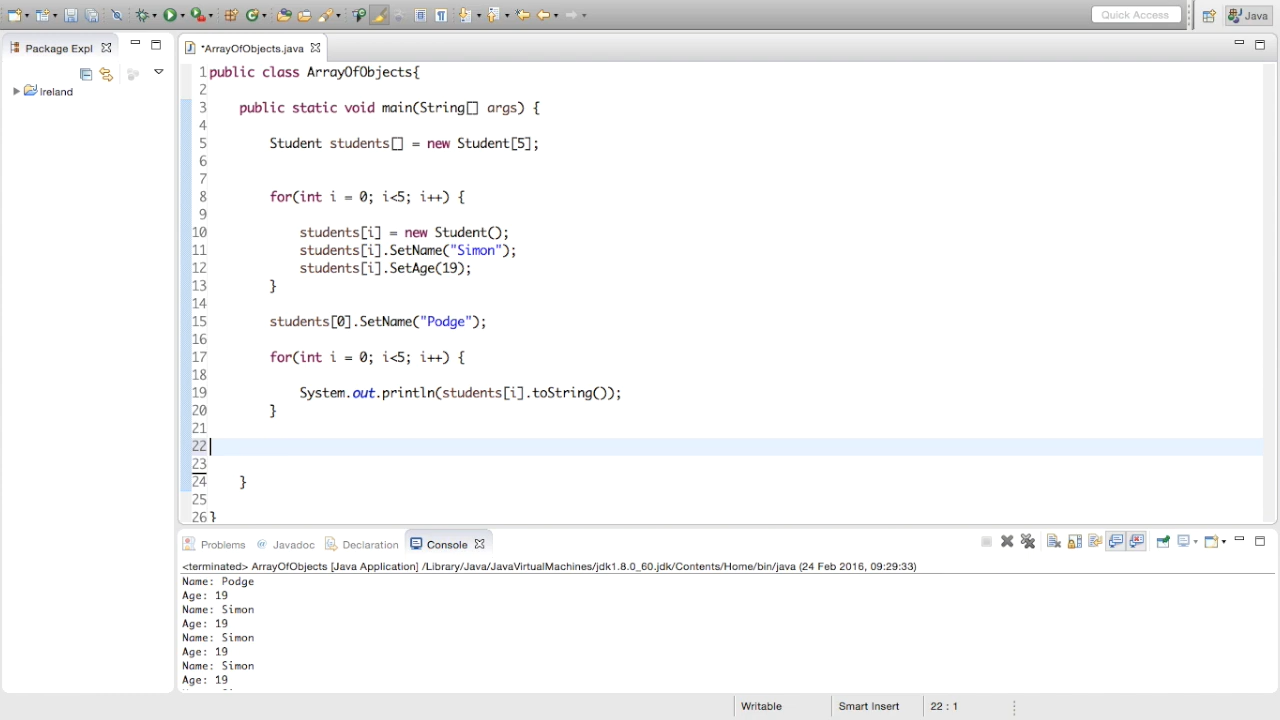 Quick Access
Java
Package Expl
*ArrayOfObjects.java
Ireland
1 public class ArrayOfObjects{
2
3 public static void main(String[] args) {
4
5 Student students[] = new Student[5];
6
7
8 for(int i = 0; i<5; i++) {
9
10 students[i] = new Student();
11 students[i].SetName("Simon");
12 students[i].SetAge(19);
13 }
14
15 students[0].SetName("Podge");
16
17 for(int i = 0; i<5; i++) {
18
19 System.out.println(students[i].toString());
20 }
21
22
23
24 }
25
26 }
Problems @ Javadoc Declaration Console
<terminated> ArrayOfObjects [Java Application] /Library/Java/JavaVirtualMachines/jdk1.8.0_60.jdk/Contents/Home/bin/java (24 Feb 2016, 09:29:33)
Name: Podge
Age: 19
Name: Simon
Age: 19
Name: Simon
Age: 19
Name: Simon
Age: 19
Writable Smart Insert 22 : 1